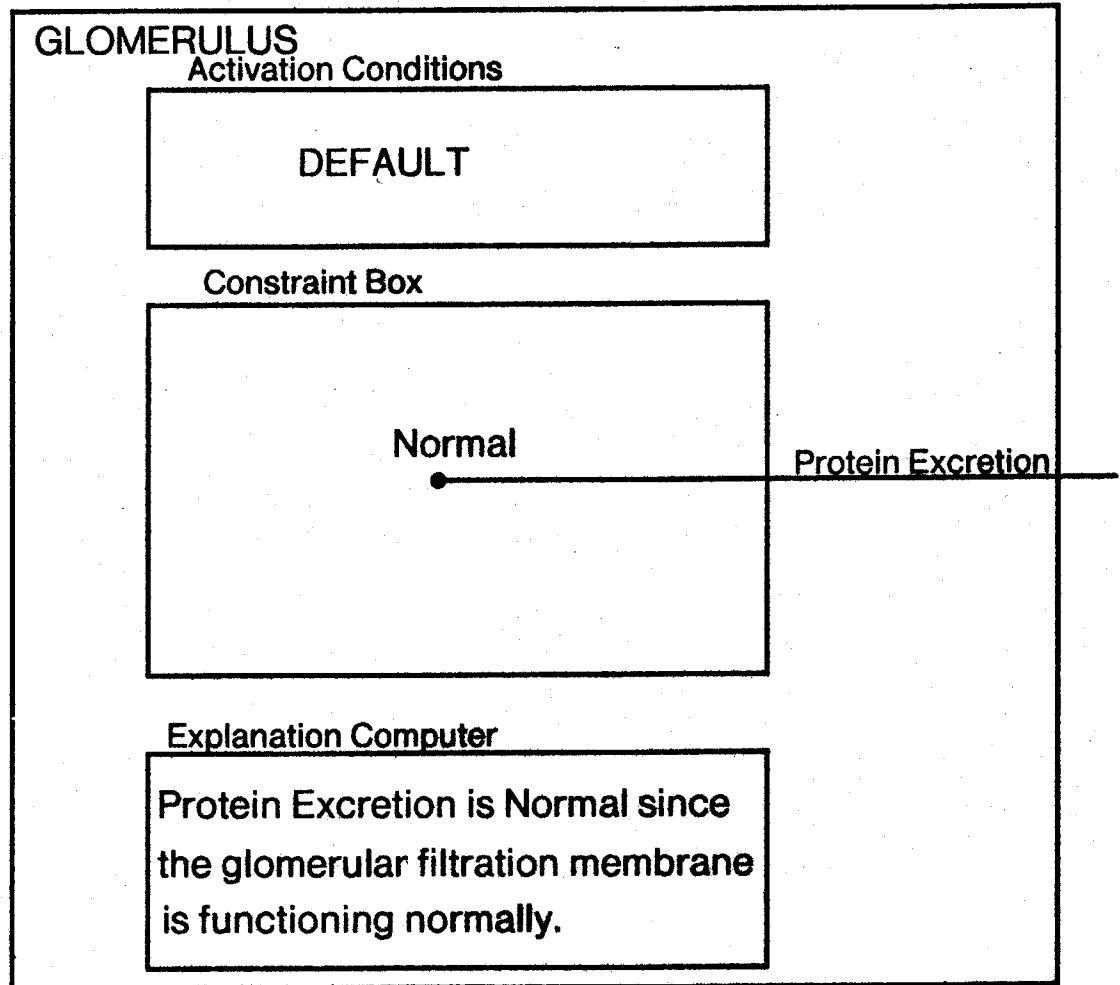 GLOMERULUS
Activation Conditions
DEFAULT
Constraint Box
Normal
Protein Excretion
Explanation Computer
Protein Excretion is Normal since
the glomerular filtration membrane
is functioning normally.